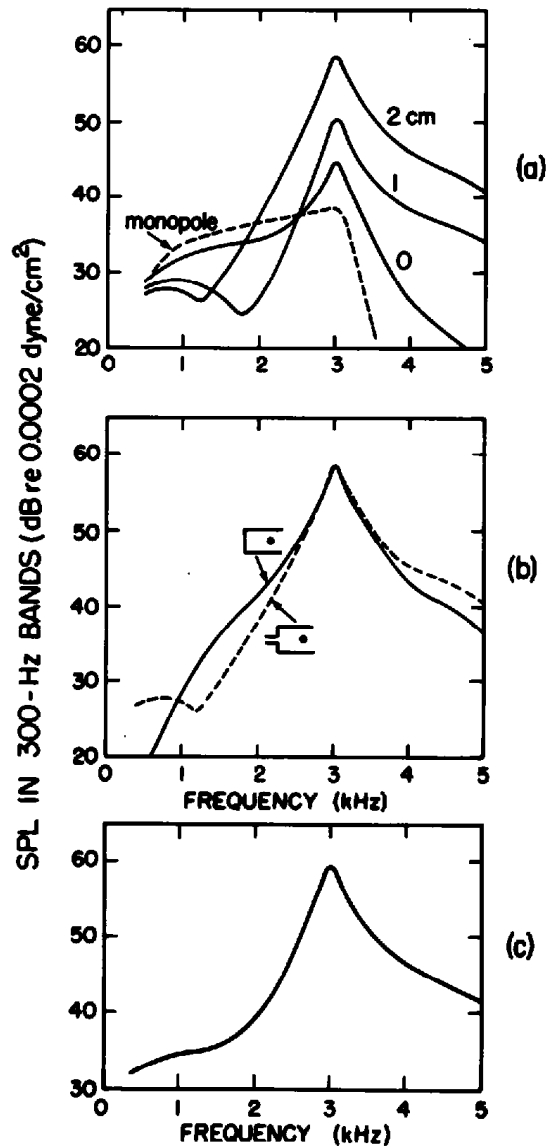 SPL IN 300-Hz BANDS (dB re 0.0002 dyne/cm²)
60
50
40
30
20
0 1 2 3 4 5
2 cm
1
0
monopole
(a)
60
50
40
30
20
0 1 2 3 4 5
FREQUENCY (kHz)
(b)
60
50
40
30
0 1 2 3 4 5
FREQUENCY (kHz)
(c)